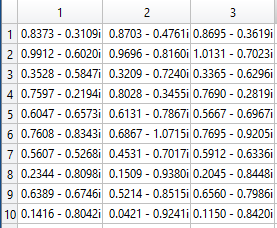 1 2 3
1 0.8373 - 0.3109i 0.8703 - 0.4761i 0.8695 - 0.3619i
2 0.9912 - 0.6020i 0.9696 - 0.8160i 1.0131 - 0.7023i
3 0.3528 - 0.5847i 0.3209 - 0.7240i 0.3365 - 0.6296i
4 0.7597 - 0.2194i 0.8028 - 0.3455i 0.7690 - 0.2819i
5 0.6047 - 0.6573i 0.6131 - 0.7867i 0.5667 - 0.6967i
6 0.7608 - 0.8343i 0.6867 - 1.0715i 0.7695 - 0.9205i
7 0.5607 - 0.5268i 0.4531 - 0.7017i 0.5912 - 0.6336i
8 0.2344 - 0.8098i 0.1509 - 0.9380i 0.2045 - 0.8448i
9 0.6389 - 0.6746i 0.5214 - 0.8515i 0.6560 - 0.7986i
10 0.1416 - 0.8042i 0.0421 - 0.9241i 0.1150 - 0.8420i